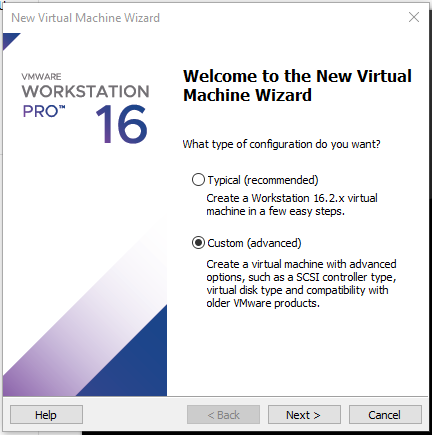 New Virtual Machine Wizard
VMWARE
WORKSTATION
PRO™ 16
Welcome to the New Virtual
Machine Wizard
What type of configuration do you want?
Typical (recommended)
Create a Workstation 16.2.x virtual
machine in a few easy steps.
Custom (advanced)
Create a virtual machine with advanced
options, such as a SCSI controller type,
virtual disk type and compatibility with
older VMware products.
Help
< Back
Next >
Cancel